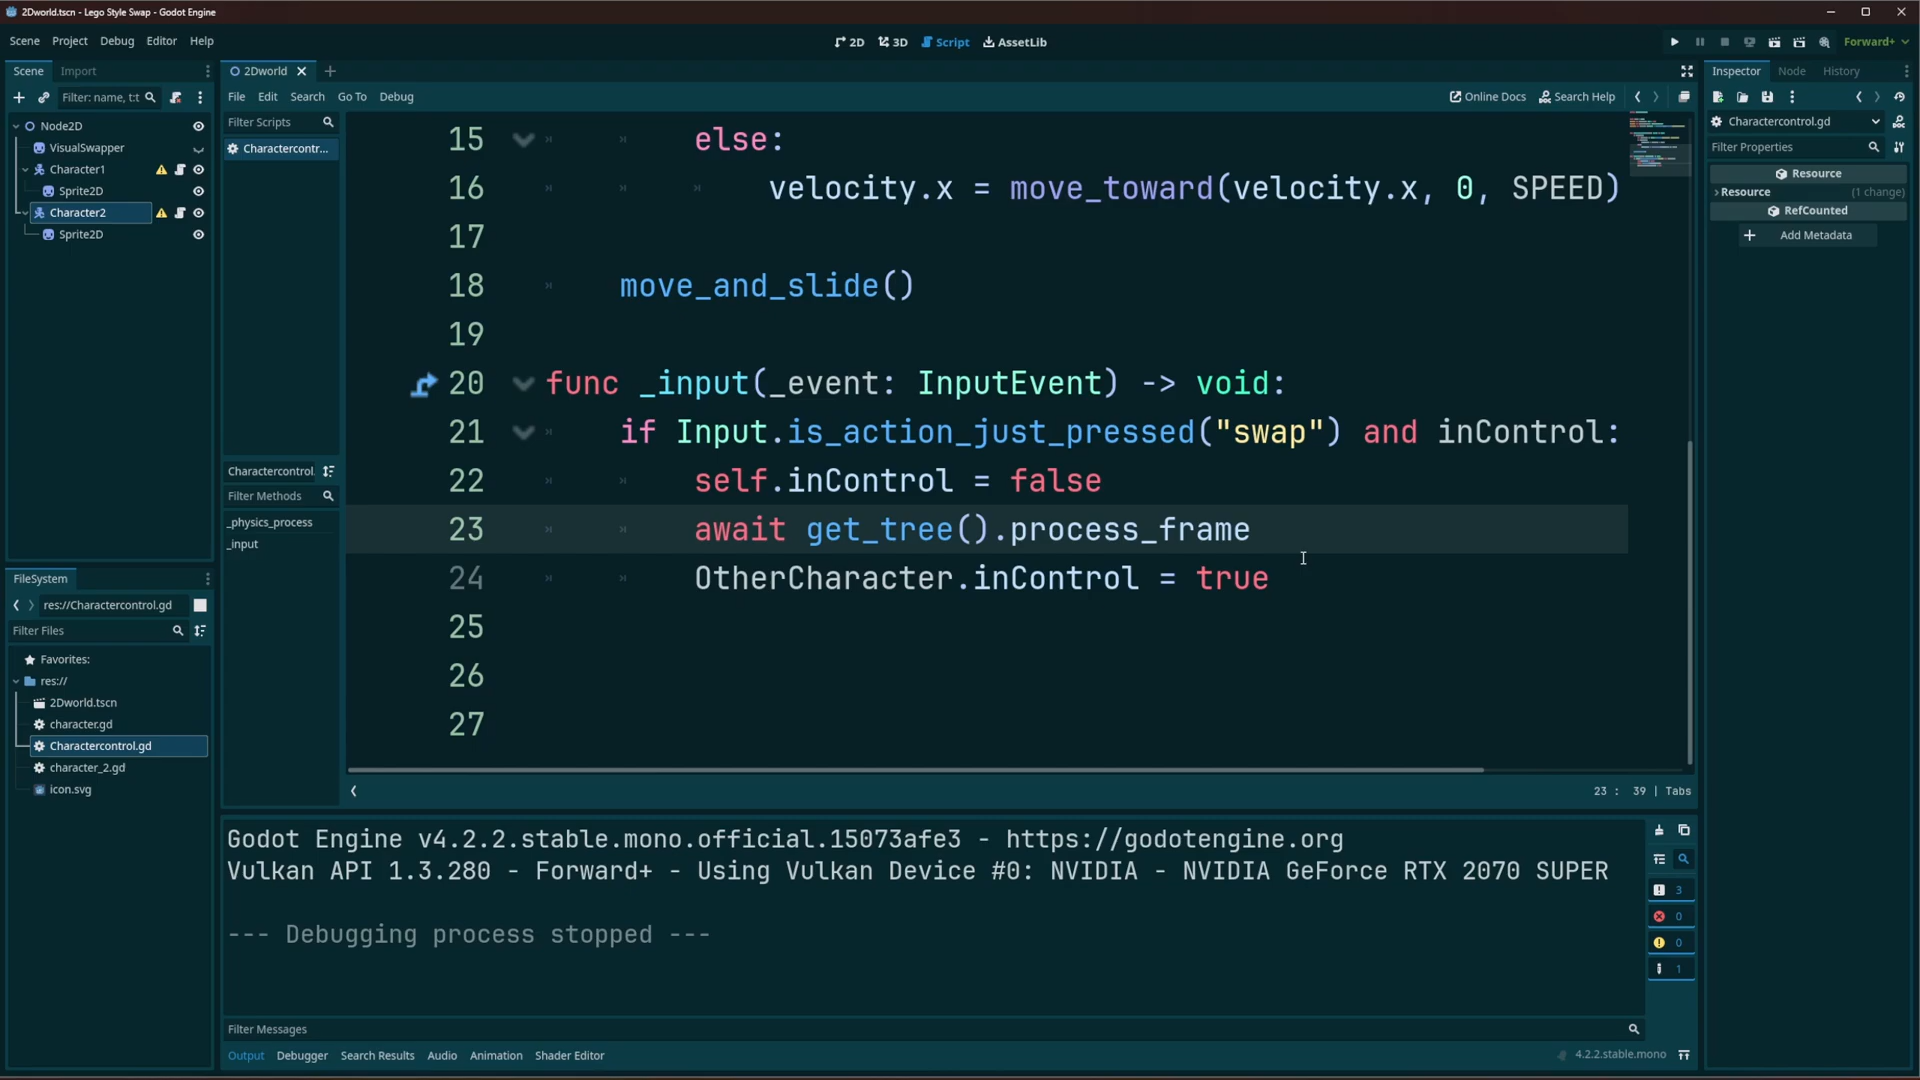 2Dworld.tscn - Lego Style Swap - Godot Engine
Scene Project Debug Editor Help
2D 3D Script AssetLib
Forward+
Scene Import
Filter: name, t:t
Node2D
VisualSwapper
Character1
Sprite2D
Character2
Sprite2D
FileSystem
res://Charactercontrol.gd
Filter Files
Favorites:
res://
2Dworld.tscn
character.gd
Charactercontrol.gd
character_2.gd
icon.svg
2Dworld
File Edit Search Go To Debug
Online Docs Search Help
Filter Scripts
Charactercontr...
Charactercontrol.
Filter Methods
_physics_process
_input
15 else:
16 velocity.x = move_toward(velocity.x, 0, SPEED)
17
18 move_and_slide()
19
20 func _input(_event: InputEvent) -> void:
21 if Input.is_action_just_pressed("swap") and inControl:
22 self.inControl = false
23 await get_tree().process_frame
24 OtherCharacter.inControl = true
25
26
27
23 : 39 | Tabs
Godot Engine v4.2.2.stable.mono.official.15073afe3 - https://godotengine.org
Vulkan API 1.3.280 - Forward+ - Using Vulkan Device #0: NVIDIA - NVIDIA GeForce RTX 2070 SUPER
--- Debugging process stopped ---
3
0
0
1
Filter Messages
Output Debugger Search Results Audio Animation Shader Editor
4.2.2.stable.mono
Inspector Node History
Charactercontrol.gd
Filter Properties
Resource
Resource (1 change)
RefCounted
Add Metadata